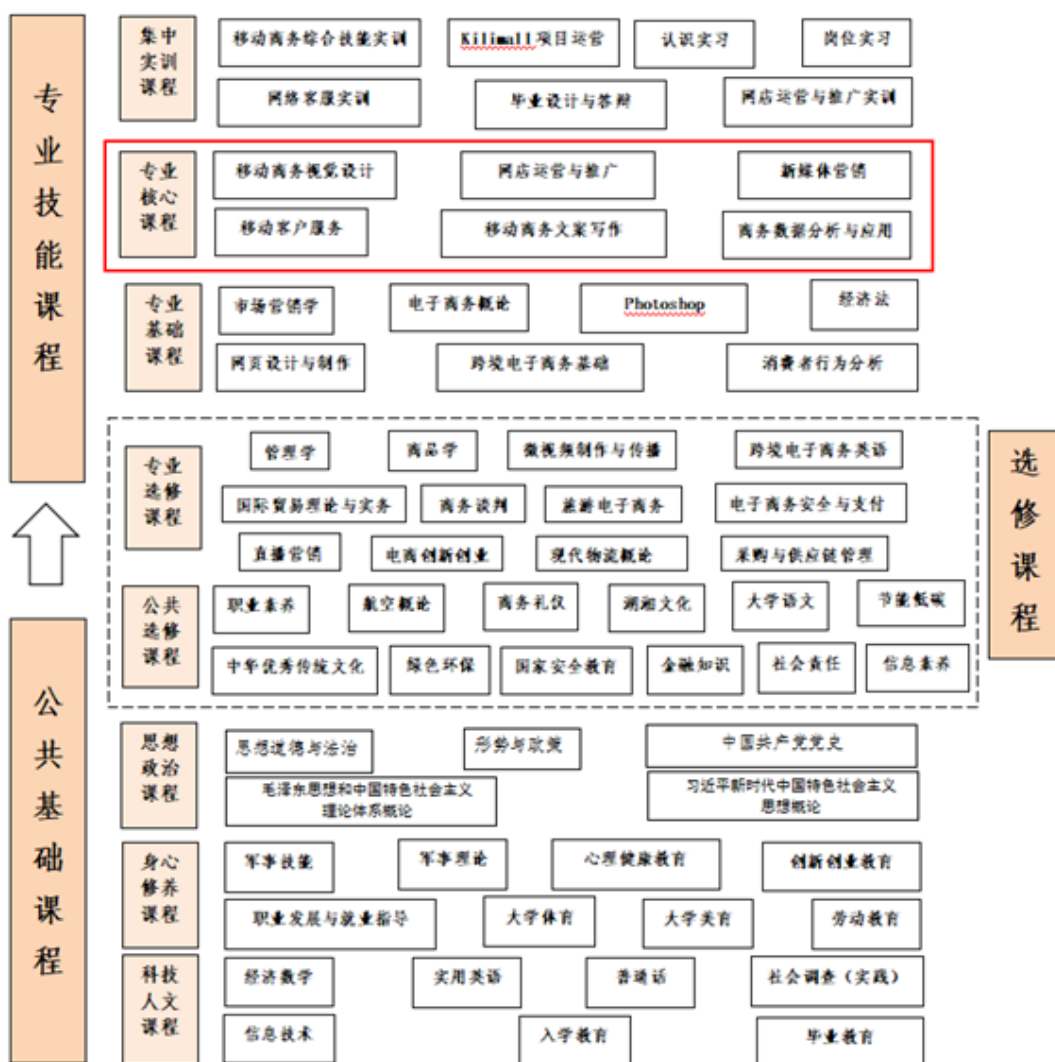 专业技能课程
集中实训课程
移动商务综合技能实训 Kilimall 项目运营 认识实习 岗位实习
网络客服实训 毕业设计与答辩 网店运营与推广实训
专业核心课程
移动商务视觉设计 网店运营与推广 新媒体营销
移动客户服务 移动商务文案写作 商务数据分析与应用
专业基础课程
市场营销学 电子商务概论 Photoshop 经济法
网页设计与制作 跨境电子商务基础 消费者行为分析
选修课程
专业选修课程
管理学 商品学 微视频制作与传播 跨境电子商务英语
国际贸易理论与实务 商务谈判 旅游电子商务 电子商务安全与支付
直播营销 电商创新创业 现代物流概论 采购与供应链管理
公共选修课程
职业素养 航空概论 商务礼仪 湖湘文化 大学语文 节能低碳
中华优秀传统文化 绿色环保 国家安全教育 金融知识 社会责任 信息素养
公共基础课程
思想政治课程
思想道德与法治 形势与政策 中国共产党党史
毛泽东思想和中国特色社会主义
理论体系概论
习近平新时代中国特色社会主义
思想概论
身心修养课程
军事技能 军事理论 心理健康教育 创新创业教育
职业发展与就业指导 大学体育 大学美育 劳动教育
科技人文课程
经济数学 实用英语 普通话 社会调查（实践）
信息技术 入学教育 毕业教育